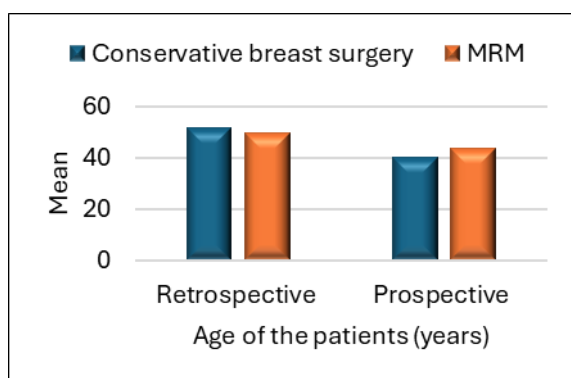 Conservative breast surgery MRM
60
40
20
0
Mean
Retrospective Prospective
Age of the patients (years)